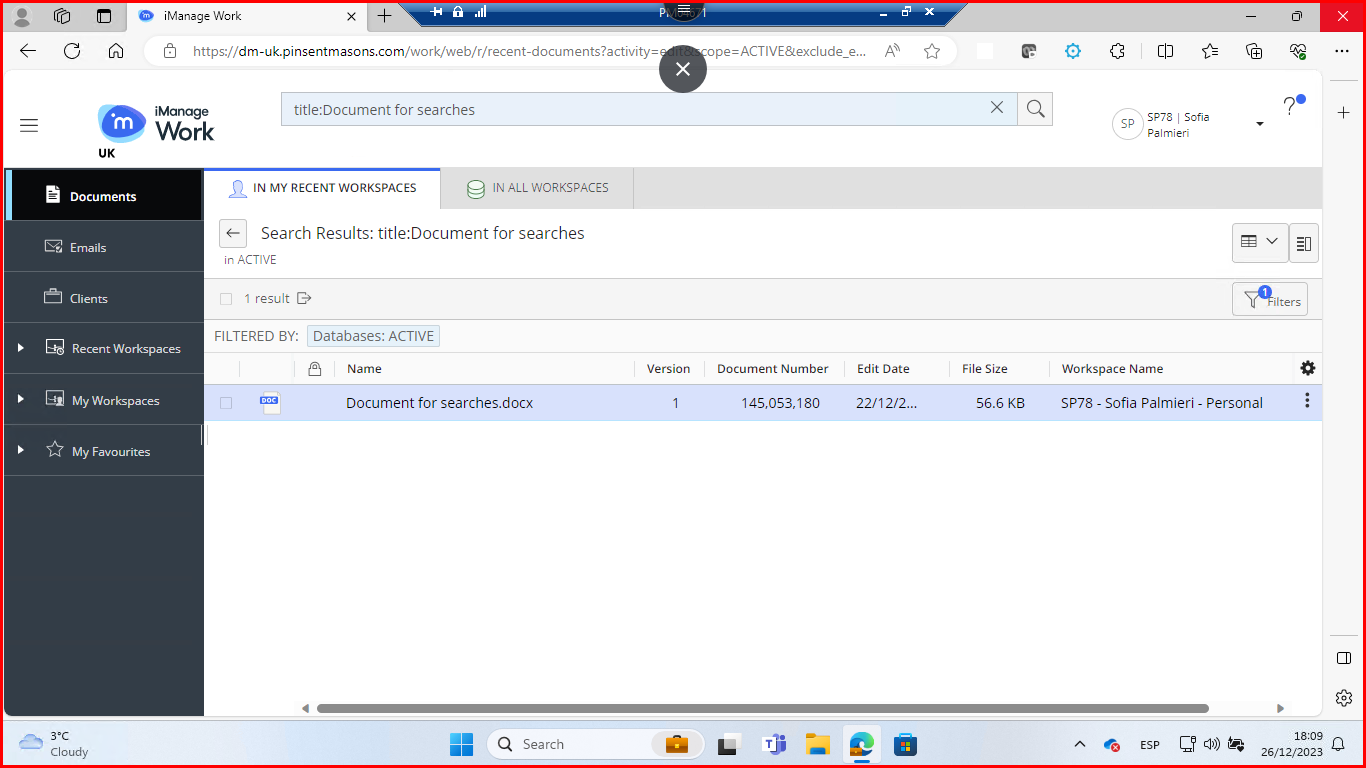 iManage Work
https://dm-uk.pinsentmasons.com/work/web/r/recent-documents?activity=edit&scope=ACTIVE&exclude_e...
iManage
Work
UK
title:Document for searches
SP
SP78 | Sofia
Palmieri
?
Documents
Emails
Clients
Recent Workspaces
My Workspaces
My Favourites
IN MY RECENT WORKSPACES
IN ALL WORKSPACES
Search Results: title:Document for searches
in ACTIVE
1 result
1
Filters
FILTERED BY: Databases: ACTIVE
Name Version Document Number Edit Date File Size Workspace Name
DOC Document for searches.docx 1 145,053,180 22/12/2... 56.6 KB SP78 - Sofia Palmieri - Personal
3°C
Cloudy
Search
ESP
18:09
26/12/2023